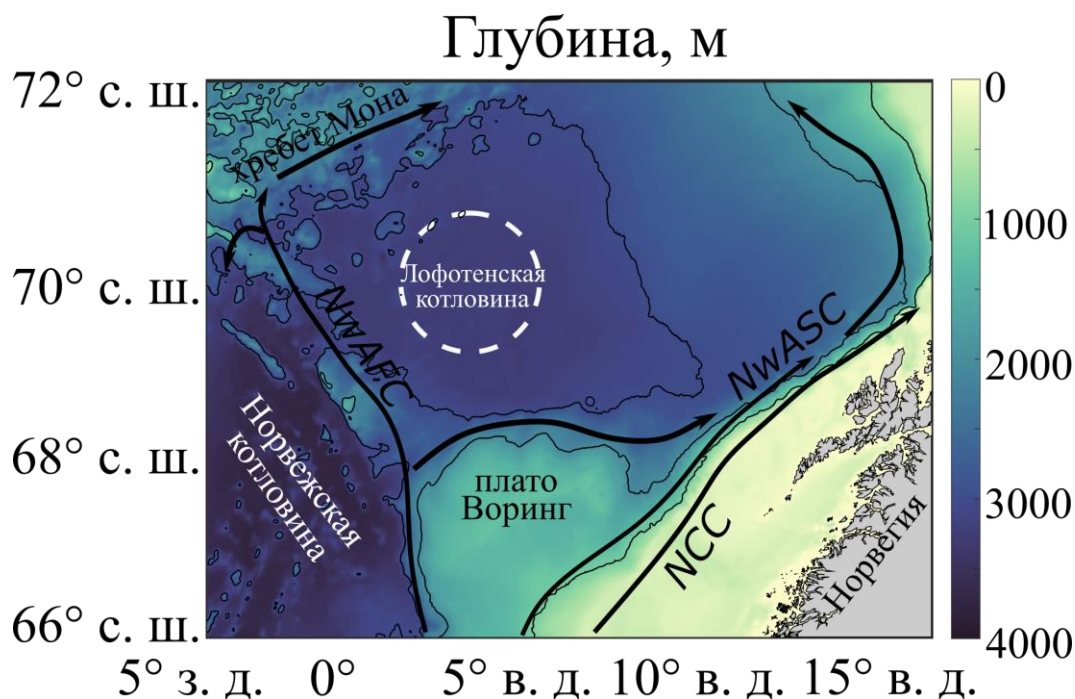 Глубина, м
72° с. ш.
70° с. ш.
68° с. ш.
66° с. ш.
5° з. д.
0°
5° в. д.
10° в. д.
15° в. д.
0
1000
2000
3000
4000
хребет Мона
Лофотенская
котловина
NwAFC
NwASC
Норвежская
котловина
плато
Воринг
NCC
Норвегия